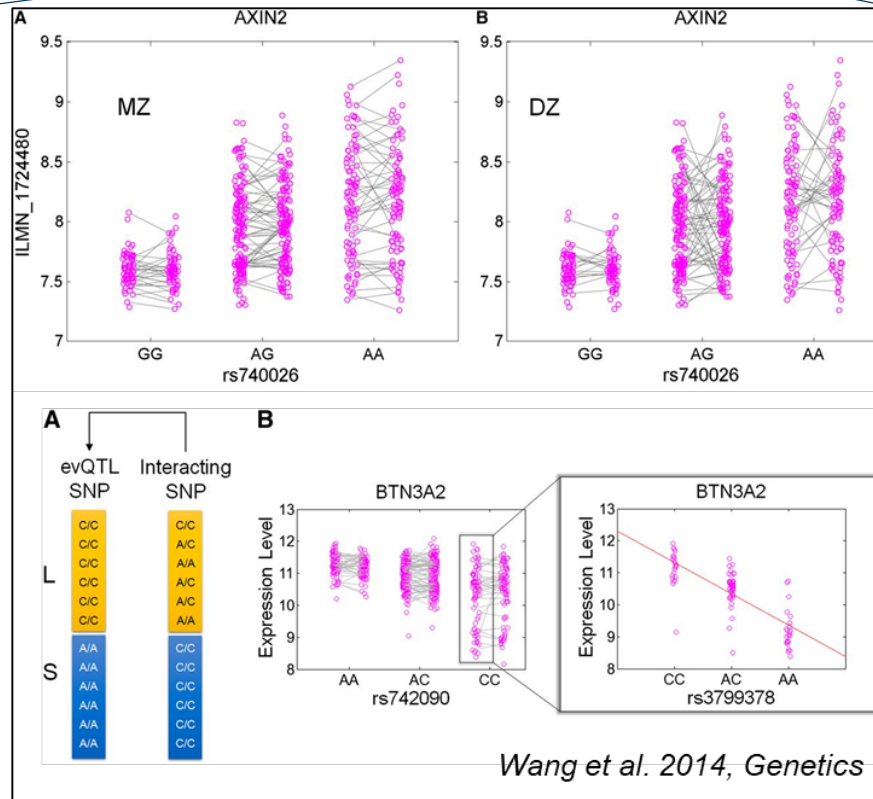 A
AXIN2
MZ
ILMN_1724480
9.5
9
8.5
8
7.5
7
GG
AG
AA
rs740026
B
AXIN2
DZ
9.5
9
8.5
8
7.5
7
GG
AG
AA
rs740026
A
evQTL
SNP
Interacting
SNP
L
C/C
C/C
C/C
C/C
C/C
C/C
C/C
A/C
A/A
A/C
A/C
A/A
S
A/A
A/A
A/A
A/A
A/A
A/A
C/C
C/C
C/C
C/C
C/C
C/C
B
BTN3A2
Expression Level
13
12
11
10
9
8
AA
AC
CC
rs742090
BTN3A2
Expression Level
13
12
11
10
9
8
CC
AC
AA
rs3799378
Wang et al. 2014, Genetics